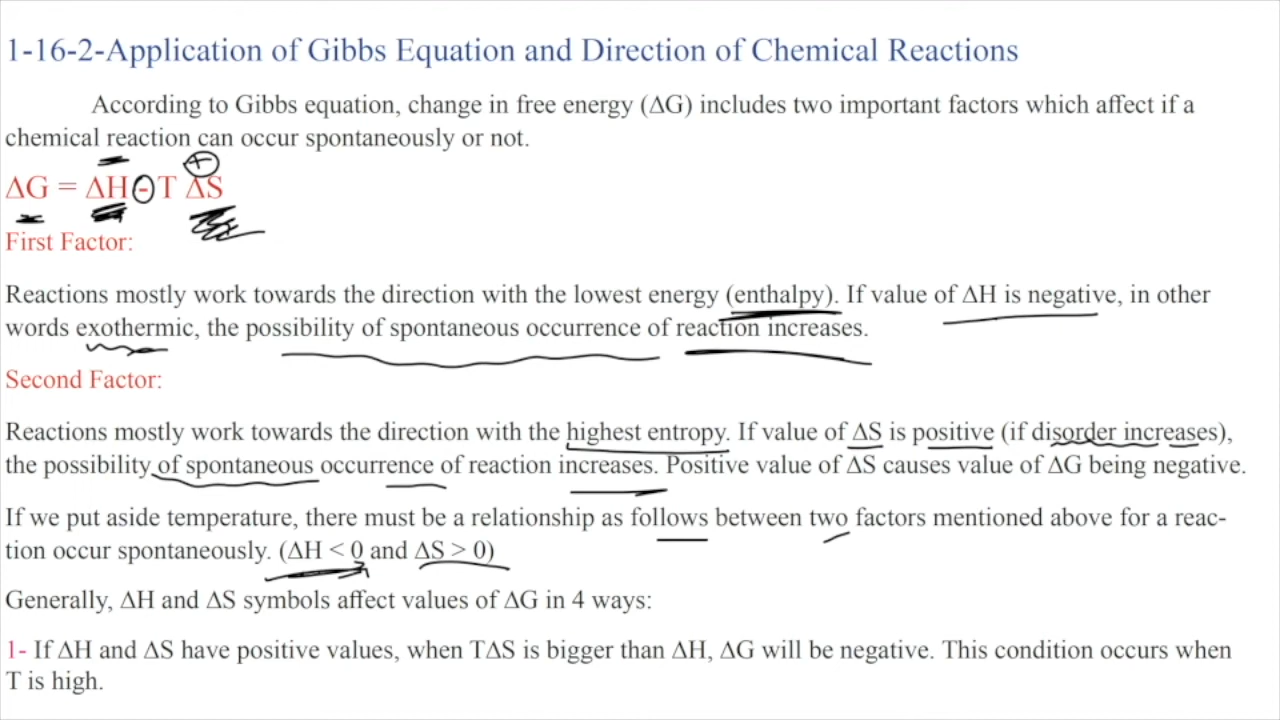 1-16-2-Application of Gibbs Equation and Direction of Chemical Reactions
According to Gibbs equation, change in free energy (ΔG) includes two important factors which affect if a
chemical reaction can occur spontaneously or not.
+
ΔG = ΔH - T ΔS
First Factor:
Reactions mostly work towards the direction with the lowest energy (enthalpy). If value of ΔH is negative, in other
words exothermic, the possibility of spontaneous occurrence of reaction increases.
Second Factor:
Reactions mostly work towards the direction with the highest entropy. If value of ΔS is positive (if disorder increases),
the possibility of spontaneous occurrence of reaction increases. Positive value of ΔS causes value of ΔG being negative.
If we put aside temperature, there must be a relationship as follows between two factors mentioned above for a reac-
tion occur spontaneously. (ΔH < 0 and ΔS > 0)
Generally, ΔH and ΔS symbols affect values of ΔG in 4 ways:
1- If ΔH and ΔS have positive values, when TΔS is bigger than ΔH, ΔG will be negative. This condition occurs when
T is high.